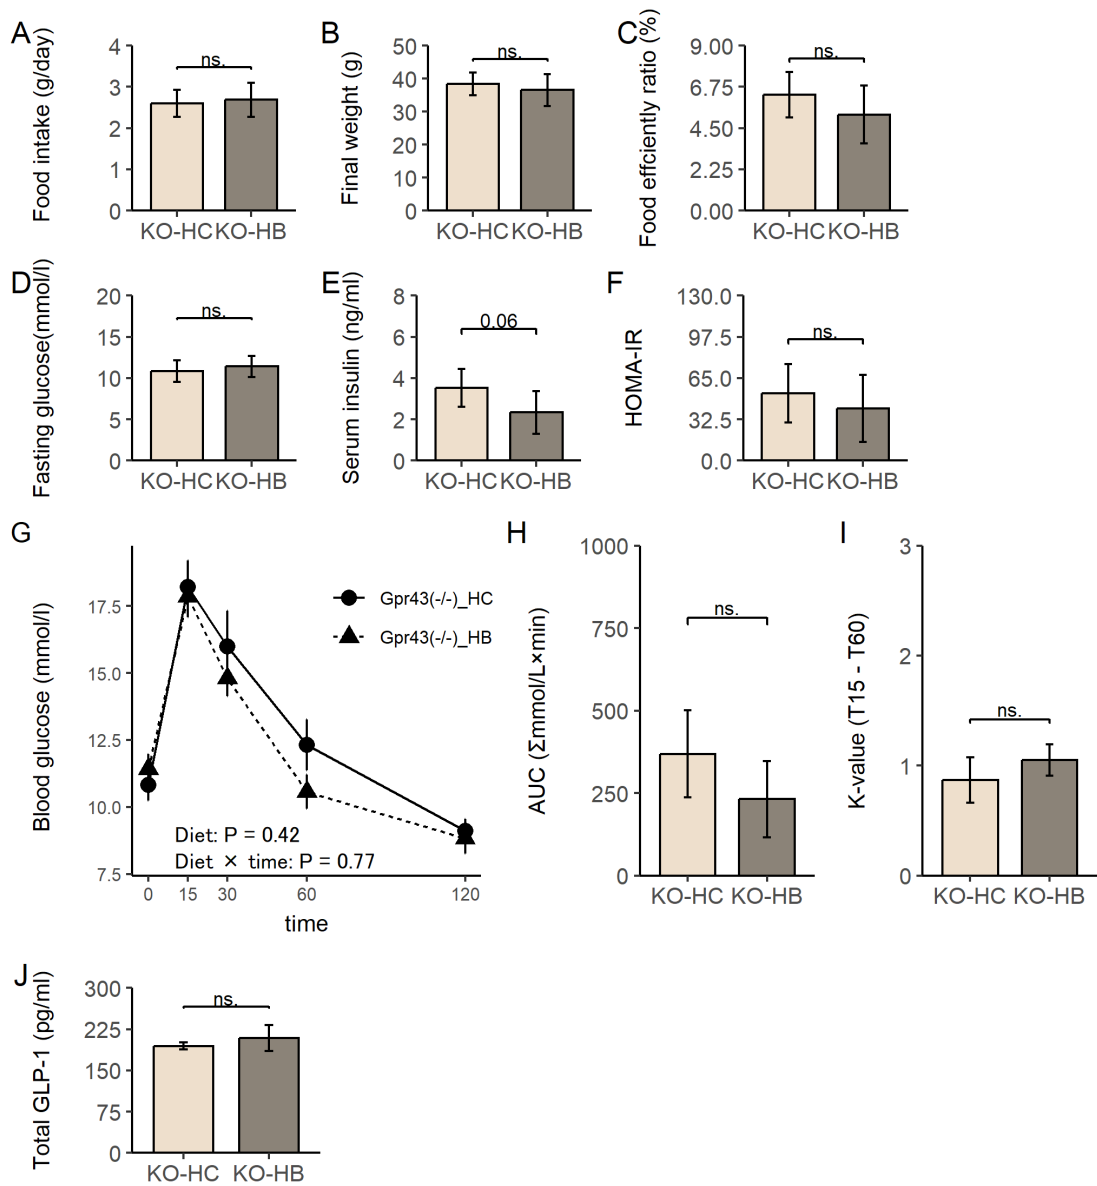 A
Food intake (g/day)
4
3
2
1
0
ns.
KO-HC KO-HB
B
Final weight (g)
50
40
30
20
10
0
ns.
KO-HC KO-HB
C
Food effciently ratio (%)
9.00
6.75
4.50
2.25
0.00
ns.
KO-HC KO-HB
D
Fasting glucose(mmol/l)
20
15
10
5
0
ns.
KO-HC KO-HB
E
Serum insulin (ng/ml)
8
6
4
2
0
0.06
KO-HC KO-HB
F
HOMA-IR
130.0
97.5
65.0
32.5
0.0
ns.
KO-HC KO-HB
G
Blood glucose (mmol/l)
17.5
15.0
12.5
10.0
7.5
Gpr43(-/-)_HC
Gpr43(-/-)_HB
Diet: P = 0.42
Diet × time: P = 0.77
0 15 30 60 120
time
H
AUC (Σmmol/L×min)
1000
750
500
250
0
ns.
KO-HC KO-HB
I
K-value (T15 - T60)
3
2
1
0
ns.
KO-HC KO-HB
J
Total GLP-1 (pg/ml)
300
225
150
75
0
ns.
KO-HC KO-HB